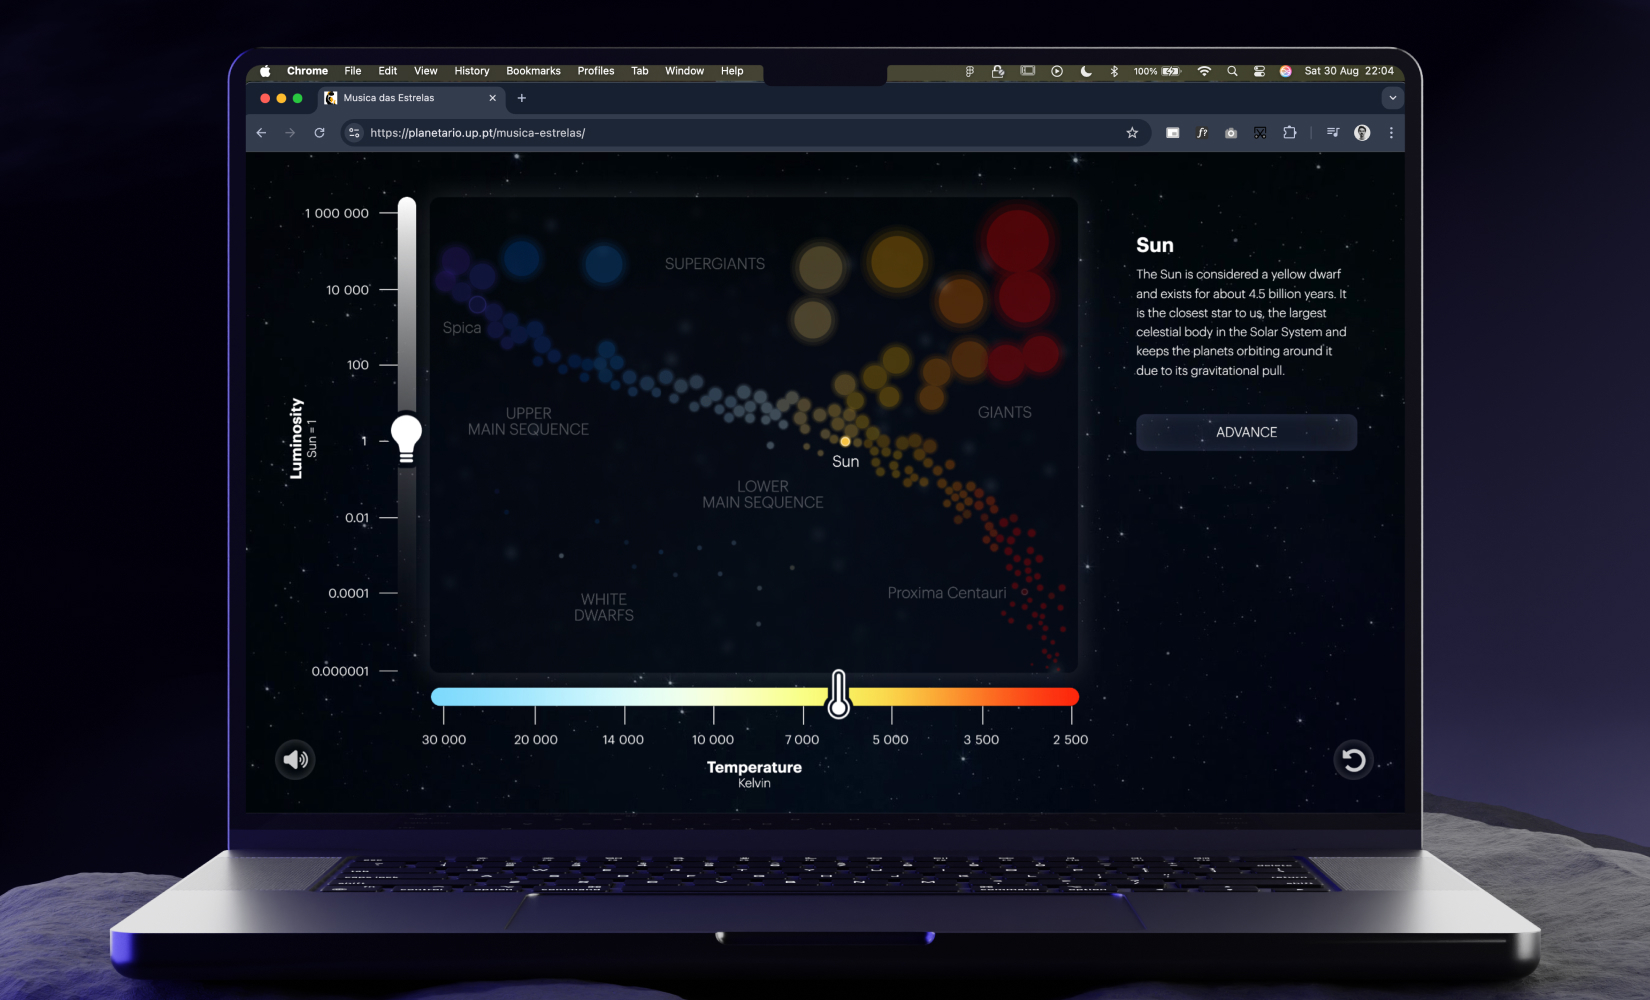 Chrome File Edit View History Bookmarks Profiles Tab Window Help
100% Sat 30 Aug 22:04
Musica das Estrelas
https://planetario.up.pt/musica-estrelas/
1 000 000
10 000
100
1
0.01
0.0001
0.000001
Luminosity
Sun = 1
SUPERGIANTS
Spica
UPPER
MAIN SEQUENCE
GIANTS
Sun
LOWER
MAIN SEQUENCE
Proxima Centauri
WHITE
DWARFS
30 000 20 000 14 000 10 000 7 000 5 000 3 500 2 500
Temperature
Kelvin
Sun
The Sun is considered a yellow dwarf
and exists for about 4.5 billion years. It
is the closest star to us, the largest
celestial body in the Solar System and
keeps the planets orbiting around it
due to its gravitational pull.
ADVANCE